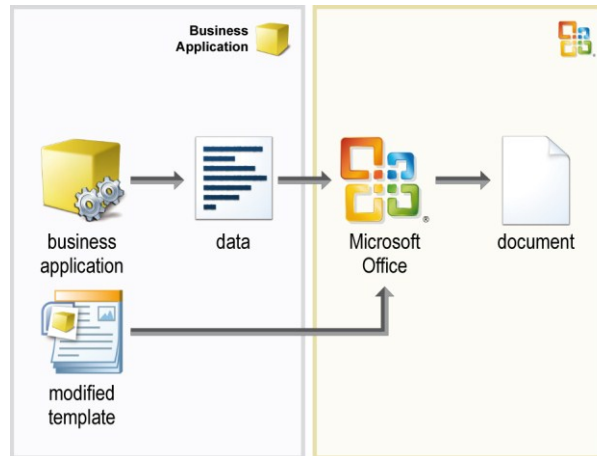 Business
Application
business
application
data
Microsoft
Office
document
modified
template